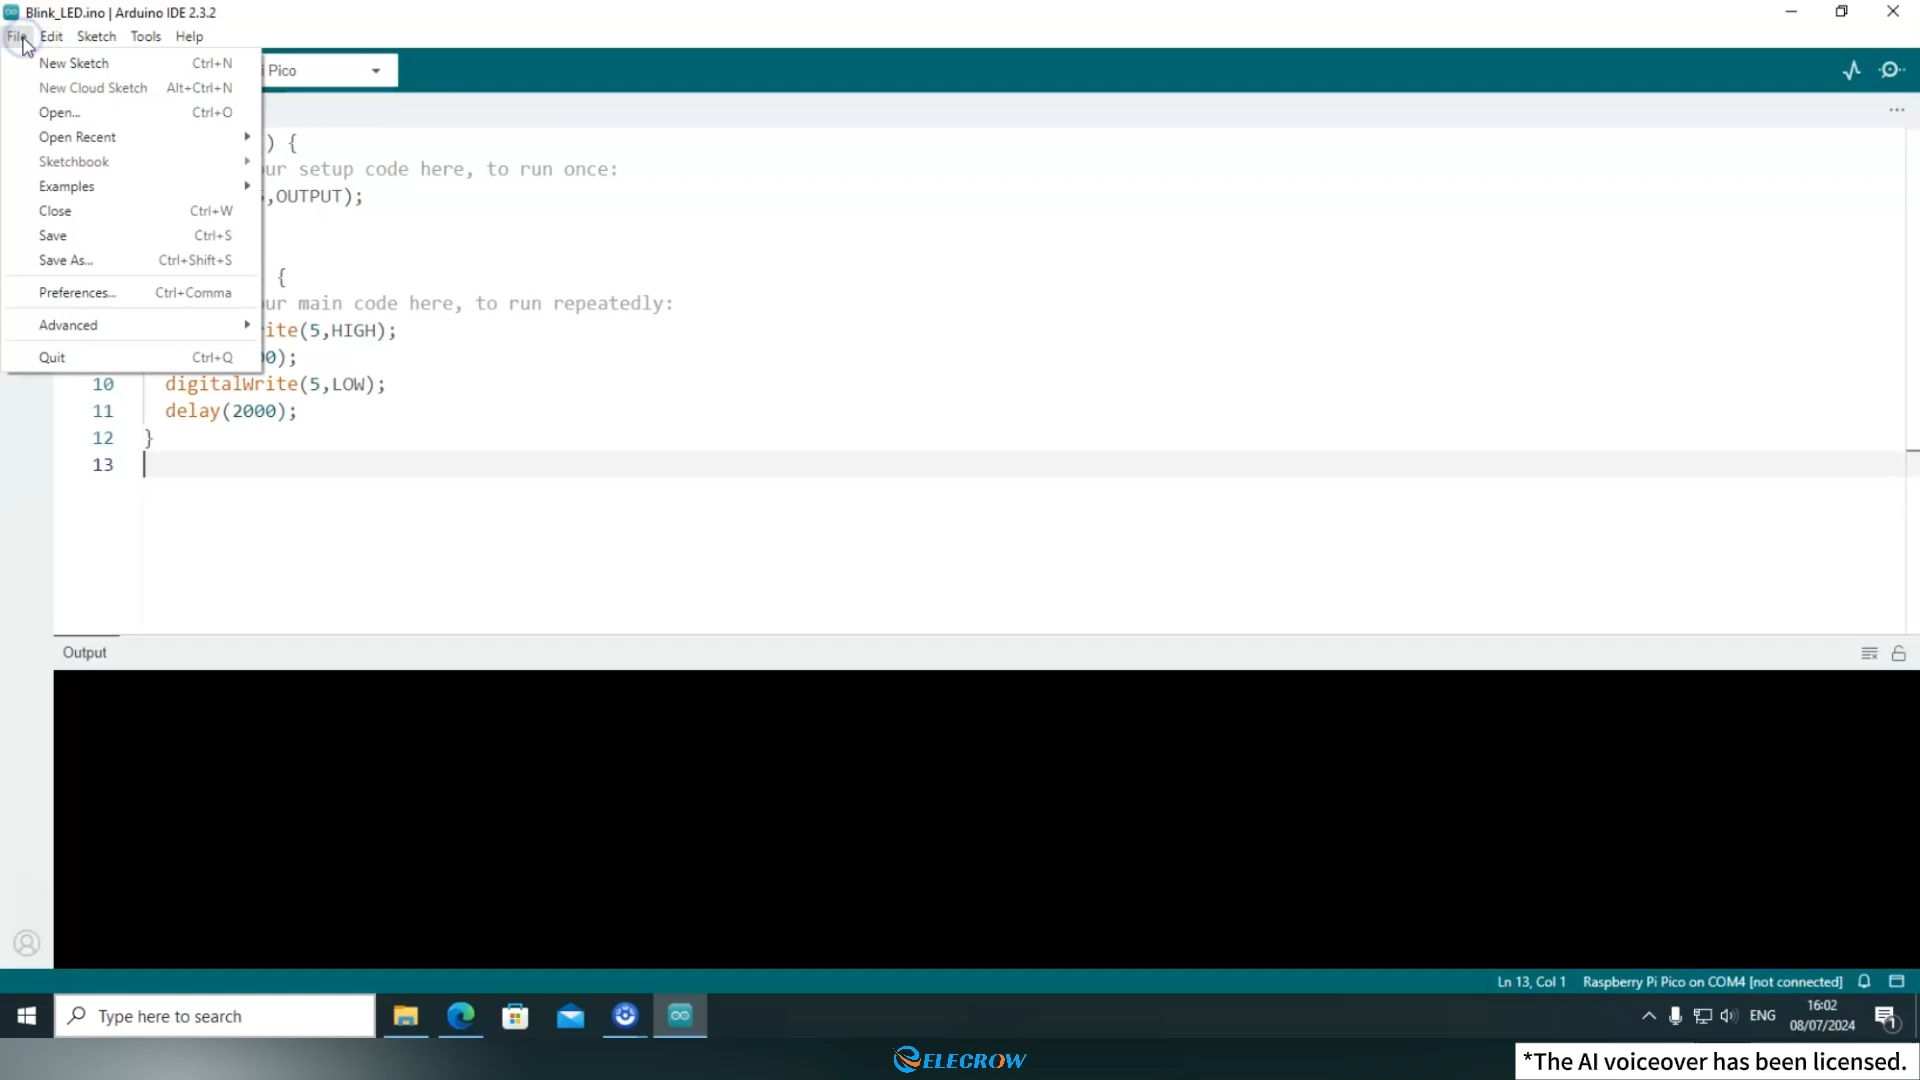 Blink_LED.ino | Arduino IDE 2.3.2
File Edit Sketch Tools Help
New Sketch Ctrl+N
New Cloud Sketch Alt+Ctrl+N
Open... Ctrl+O
Open Recent
Sketchbook
Examples
Close Ctrl+W
Save Ctrl+S
Save As... Ctrl+Shift+S
Preferences... Ctrl+Comma
Advanced
Quit Ctrl+Q
i Pico
) {
ur setup code here, to run once:
,OUTPUT);
{
ur main code here, to run repeatedly:
ite(5,HIGH);
0);
10 digitalWrite(5,LOW);
11 delay(2000);
12 }
13
Output
Ln 13, Col 1 Raspberry Pi Pico on COM4 [not connected]
Type here to search
ENG
16:02
08/07/2024
1
ELECROW
*The AI voiceover has been licensed.